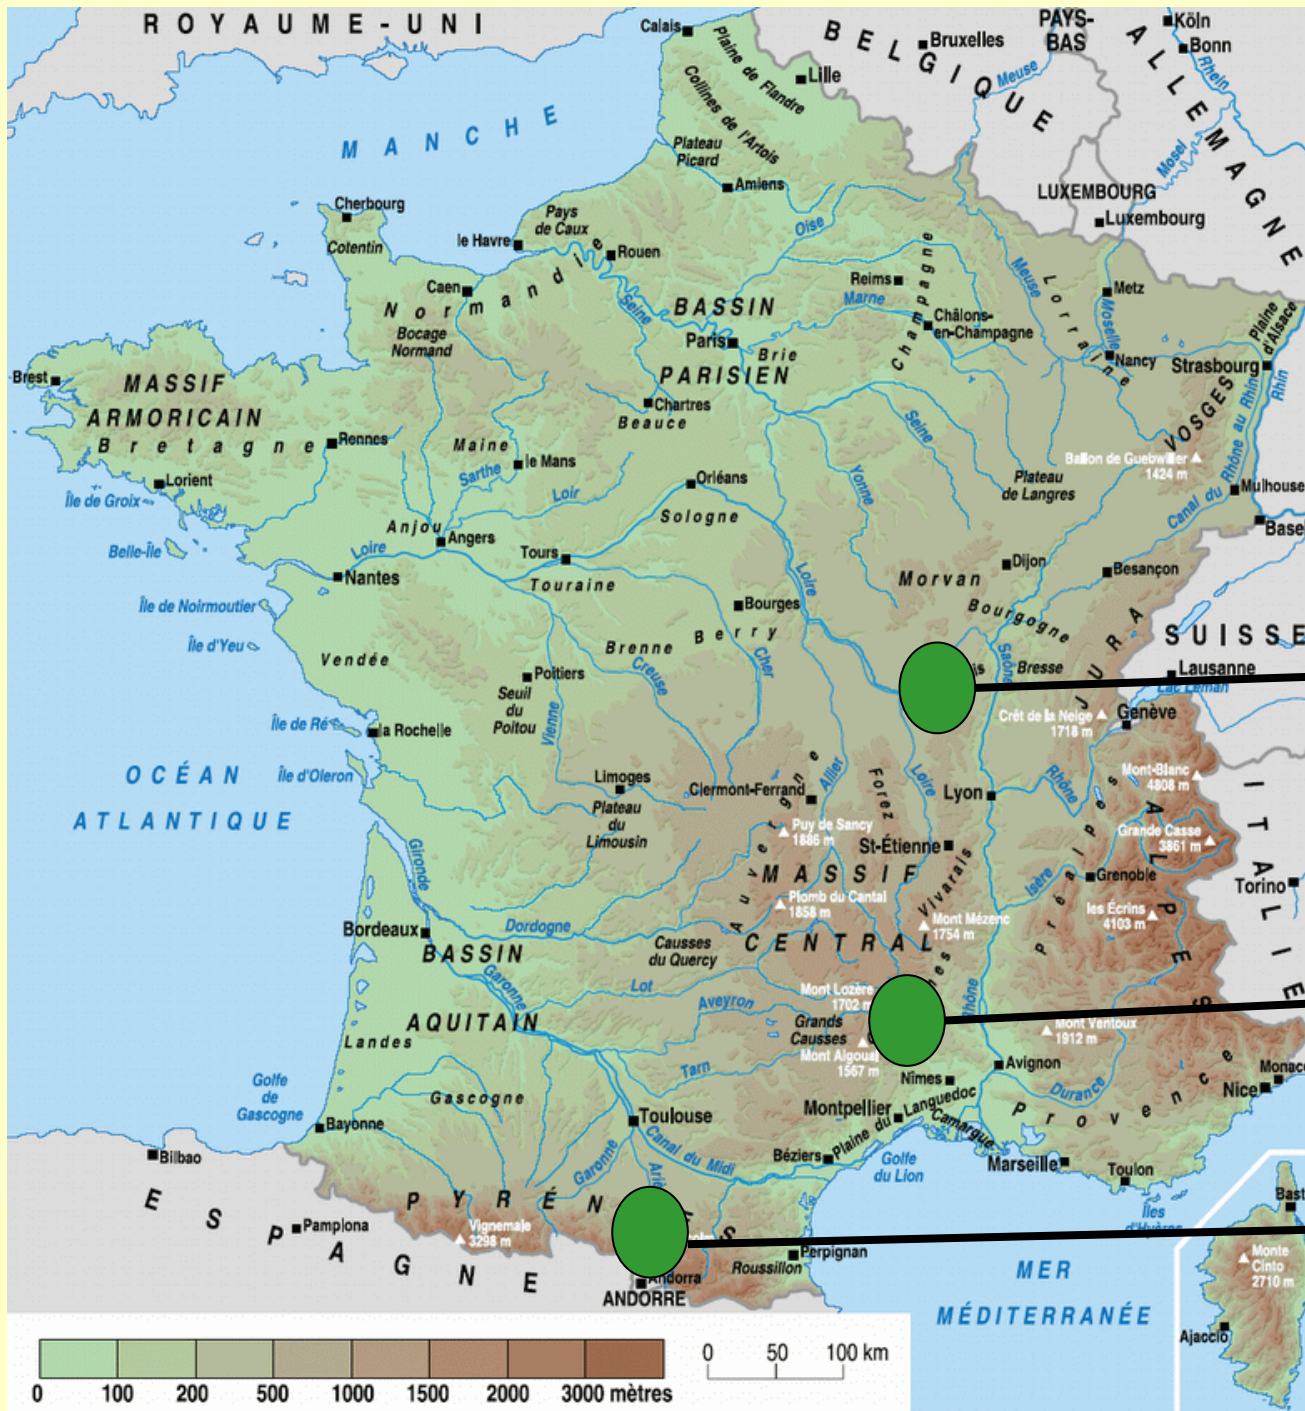 ROYAUME-UNI
Calais
Plaine de Flandre
Collines de l'Artois
Lille
BELGIQUE
Bruxelles
PAYS-
BAS
Meuse
Köln
Bonn
Rhein
ALLEMAGNE
Mosel
MANCHE
Plateau
Picard
Amiens
LUXEMBOURG
Luxembourg
Cherbourg
Cotentin
Pays
de Caux
le Havre
Rouen
Oise
Caen
Normandie
Bocage
Normand
Seine
BASSIN
PARISIEN
Paris
Brie
Reims
Marne
Champagne
Châlons-
en-Champagne
Meuse
Lorraine
Metz
Moselle
Nancy
Plaine
d'Alsace
Strasbourg
Rhin
Brest
MASSIF
ARMORICAIN
Bretagne
Rennes
Lorient
Île de Groix
Belle-Île
Maine
Sarthe
le Mans
Loir
Chartres
Beauce
Orléans
Sologne
Seine
Yonne
Plateau
de Langres
VOSGES
Ballon de Guebwiller
1424 m
Canal du Rhône au Rhin
Mulhouse
Basel
Anjou
Angers
Loire
Nantes
Tours
Touraine
Loire
Bourges
Berry
Morvan
Dijon
Besançon
Bourgogne
JURA
SUISSE
Lausanne
Lac Léman
Île de Noirmoutier
Île d'Yeu
Vendée
Brenne
Creuse
Cher
Poitiers
Seuil
du
Poitou
Vienne
is
Saône
Bresse
Crêt de la Neige
1718 m
Genève
Île de Ré
la Rochelle
Île d'Oleron
OCÉAN
ATLANTIQUE
Limoges
Plateau
du
Limousin
Clermont-Ferrand
Auvergne
Allier
Forez
Loire
Lyon
Rhône
Mont-Blanc
4808 m
ITALIE
Puy de Sancy
1886 m
St-Étienne
Préalpes
ALPES
Grande Casse
3861 m
Gironde
MASSIF
CENTRAL
Vivarais
Isère
Grenoble
Torino
Plomb du Cantal
1858 m
Mont Mézenc
1754 m
les Écrins
4103 m
Bordeaux
Dordogne
BASSIN
AQUITAIN
Causses
du Quercy
Garonne
Lot
Aveyron
Mont Lozère
1702 m
nes
Rhône
Landes
Grands
Causses
Mont Aigoual
1567 m
Mont Ventoux
1912 m
Tarn
Avignon
Durance
Provence
Monaco
Nice
Golfe
de
Gascogne
Gascogne
Nîmes
Toulouse
Montpellier
Languedoc
Plaine du
Camargue
Bayonne
Canal du Midi
Garonne
Béziers
Golfe
du Lion
Marseille
Toulon
Îles
d'Hyères
Bilbao
ESPAGNE
Pamplona
PYRÉN
S
Vignemale
3298 m
Perpignan
Roussillon
Andorra
ANDORRE
MER
MÉDITERRANÉE
Bast
Monte
Cinto
2710 m
Ajaccio
0 100 200 500 1000 1500 2000 3000 mètres
0 50 100 km